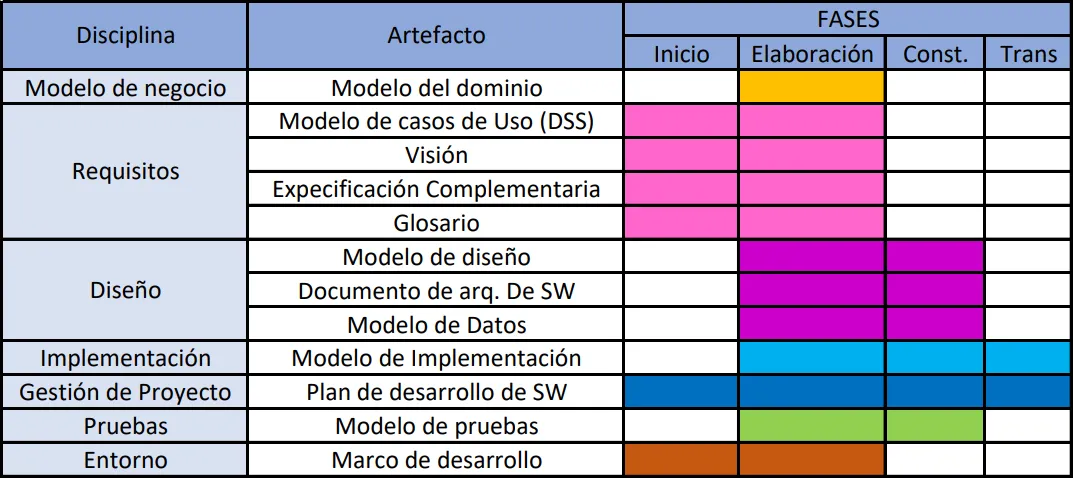 Disciplina
Artefacto
FASES
Inicio
Elaboración
Const.
Trans
Modelo de negocio
Modelo del dominio
Requisitos
Modelo de casos de Uso (DSS)
Visión
Expecificación Complementaria
Glosario
Diseño
Modelo de diseño
Documento de arq. De SW
Modelo de Datos
Implementación
Modelo de Implementación
Gestión de Proyecto
Plan de desarrollo de SW
Pruebas
Modelo de pruebas
Entorno
Marco de desarrollo